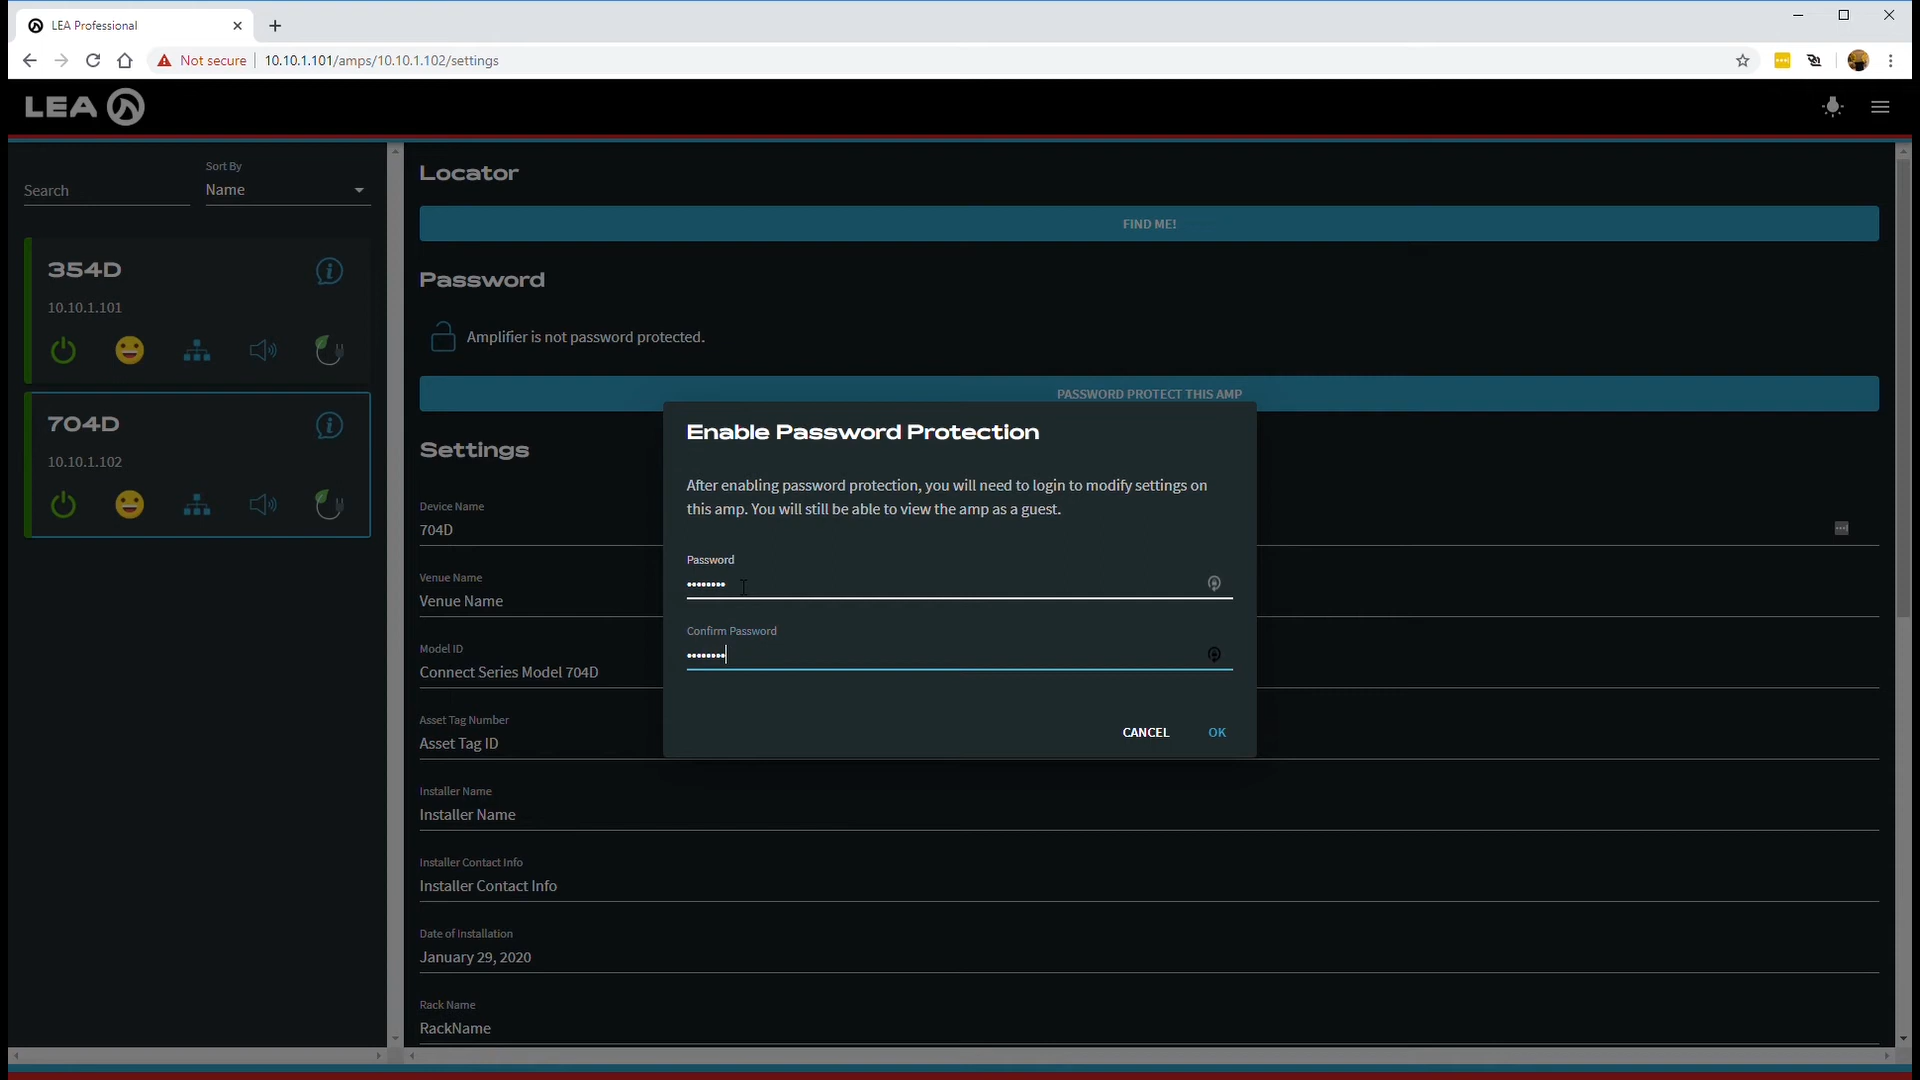 LEA Professional
Not secure
10.10.1.101/amps/10.10.1.102/settings
LEA
Search
Sort By
Name
354D
10.10.1.101
704D
10.10.1.102
Locator
FIND ME!
Password
Amplifier is not password protected.
PASSWORD PROTECT THIS AMP
Settings
Device Name
704D
Venue Name
Venue Name
Model ID
Connect Series Model 704D
Asset Tag Number
Asset Tag ID
Installer Name
Installer Name
Installer Contact Info
Installer Contact Info
Date of Installation
January 29, 2020
Rack Name
RackName
Enable Password Protection
After enabling password protection, you will need to login to modify settings on
this amp. You will still be able to view the amp as a guest.
Password
••••••••
Confirm Password
••••••••
CANCEL
OK